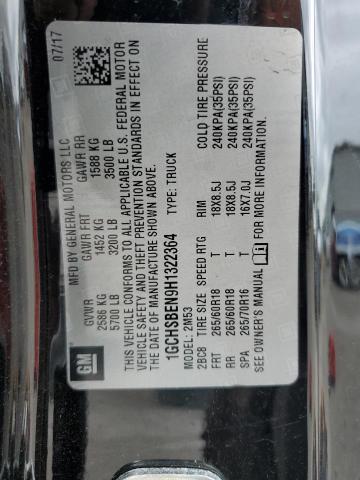 GM
MFD BY GENERAL MOTORS LLC 07/17
GVWR GAWR FRT GAWR RR
2586 KG 1452 KG 1588 KG
5700 LB 3200 LB 3500 LB
THIS VEHICLE CONFORMS TO ALL APPLICABLE U.S. FEDERAL MOTOR
VEHICLE SAFETY AND THEFT PREVENTION STANDARDS IN EFFECT ON
THE DATE OF MANUFACTURE SHOWN ABOVE.
1GCHSBEN9H1322364 TYPE: TRUCK
2M53
2BC8 TIRE SIZE SPEED RTG RIM COLD TIRE PRESSURE
FRT 265/60R18 T 18X8.5J 240KPA(35PSI)
RR 265/60R18 T 18X8.5J 240KPA(35PSI)
SPA 265/70R16 T 16X7.0J 240KPA(35PSI)
SEE OWNER'S MANUAL FOR MORE INFORMATION.